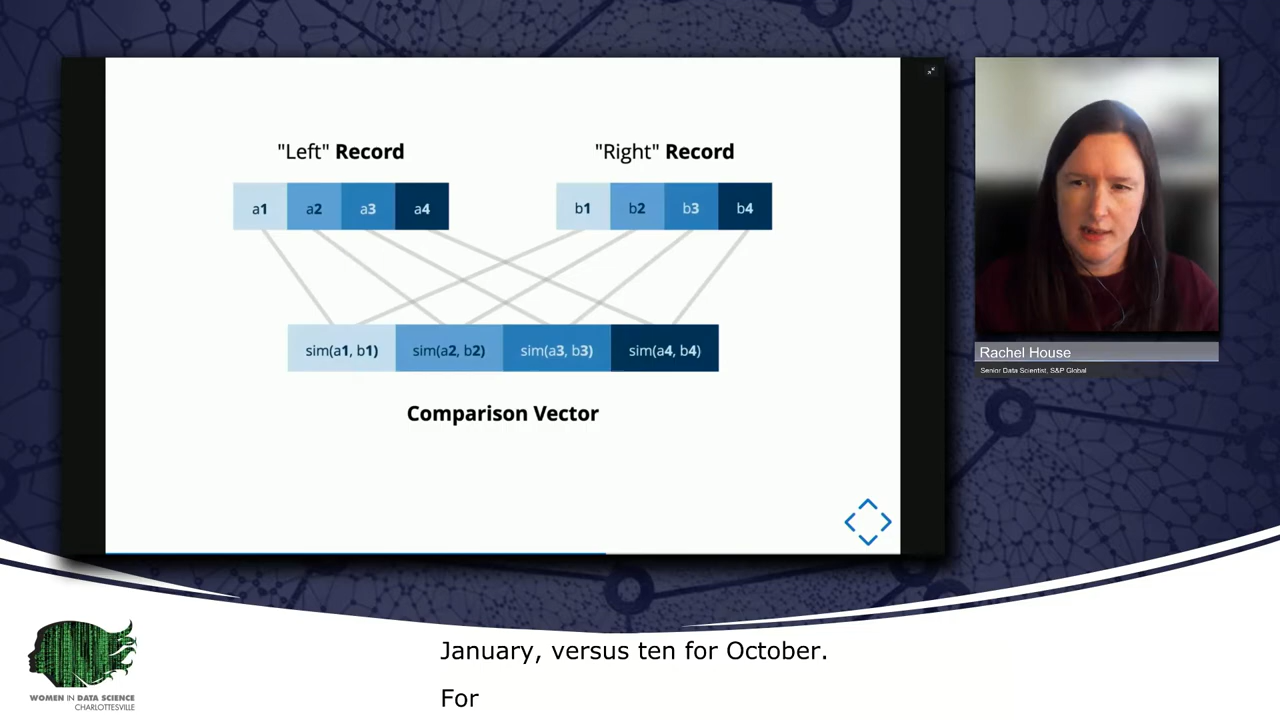 "Left" Record
"Right" Record
a1 a2 a3 a4
b1 b2 b3 b4
sim(a1, b1) sim(a2, b2) sim(a3, b3) sim(a4, b4)
Comparison Vector
Rachel House
Senior Data Scientist, S&P Global
January, versus ten for October.
For
WOMEN IN DATA SCIENCE
CHARLOTTESVILLE